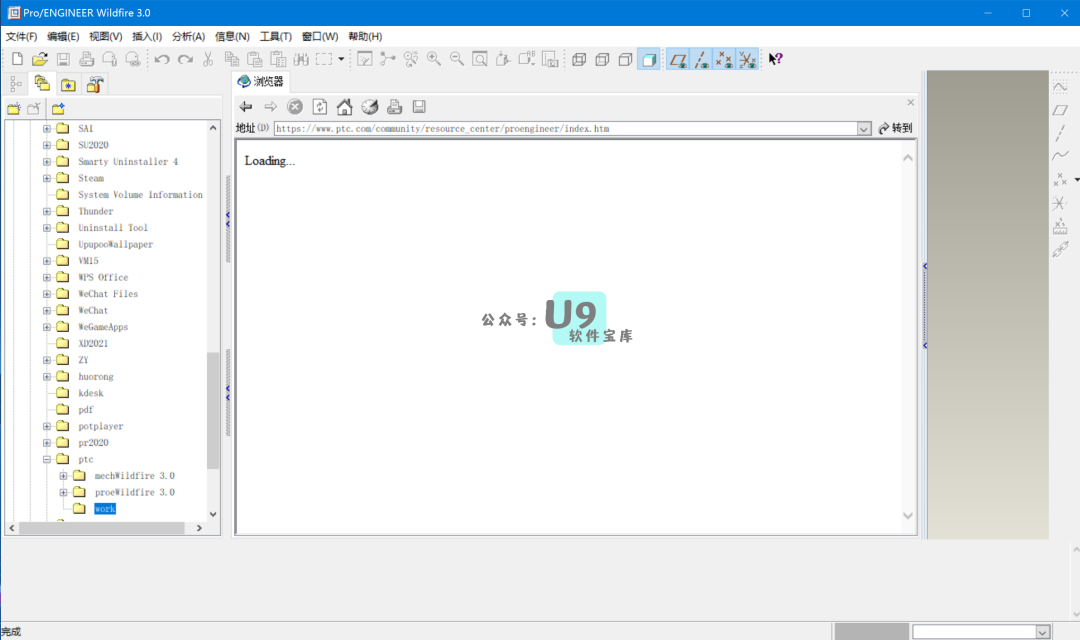 Pro/ENGINEER Wildfire 3.0
文件(F) 编辑(E) 视图(V) 插入(I) 分析(A) 信息(N) 工具(T) 窗口(W) 帮助(H)
浏览器
地址(D) https://www.ptc.com/community/resource_center/proengineer/index.htm 转到
SAI
SU2020
Smarty Uninstaller 4
Steam
System Volume Information
Thunder
Uninstall Tool
UpupooWallpaper
VM15
WPS Office
WeChat Files
WeChat
WeGameApps
XD2021
ZY
huorong
kdesk
pdf
potplayer
pr2020
ptc
mechWildfire 3.0
proeWildfire 3.0
work
Loading...
公众号: U9
软件宝库
完成